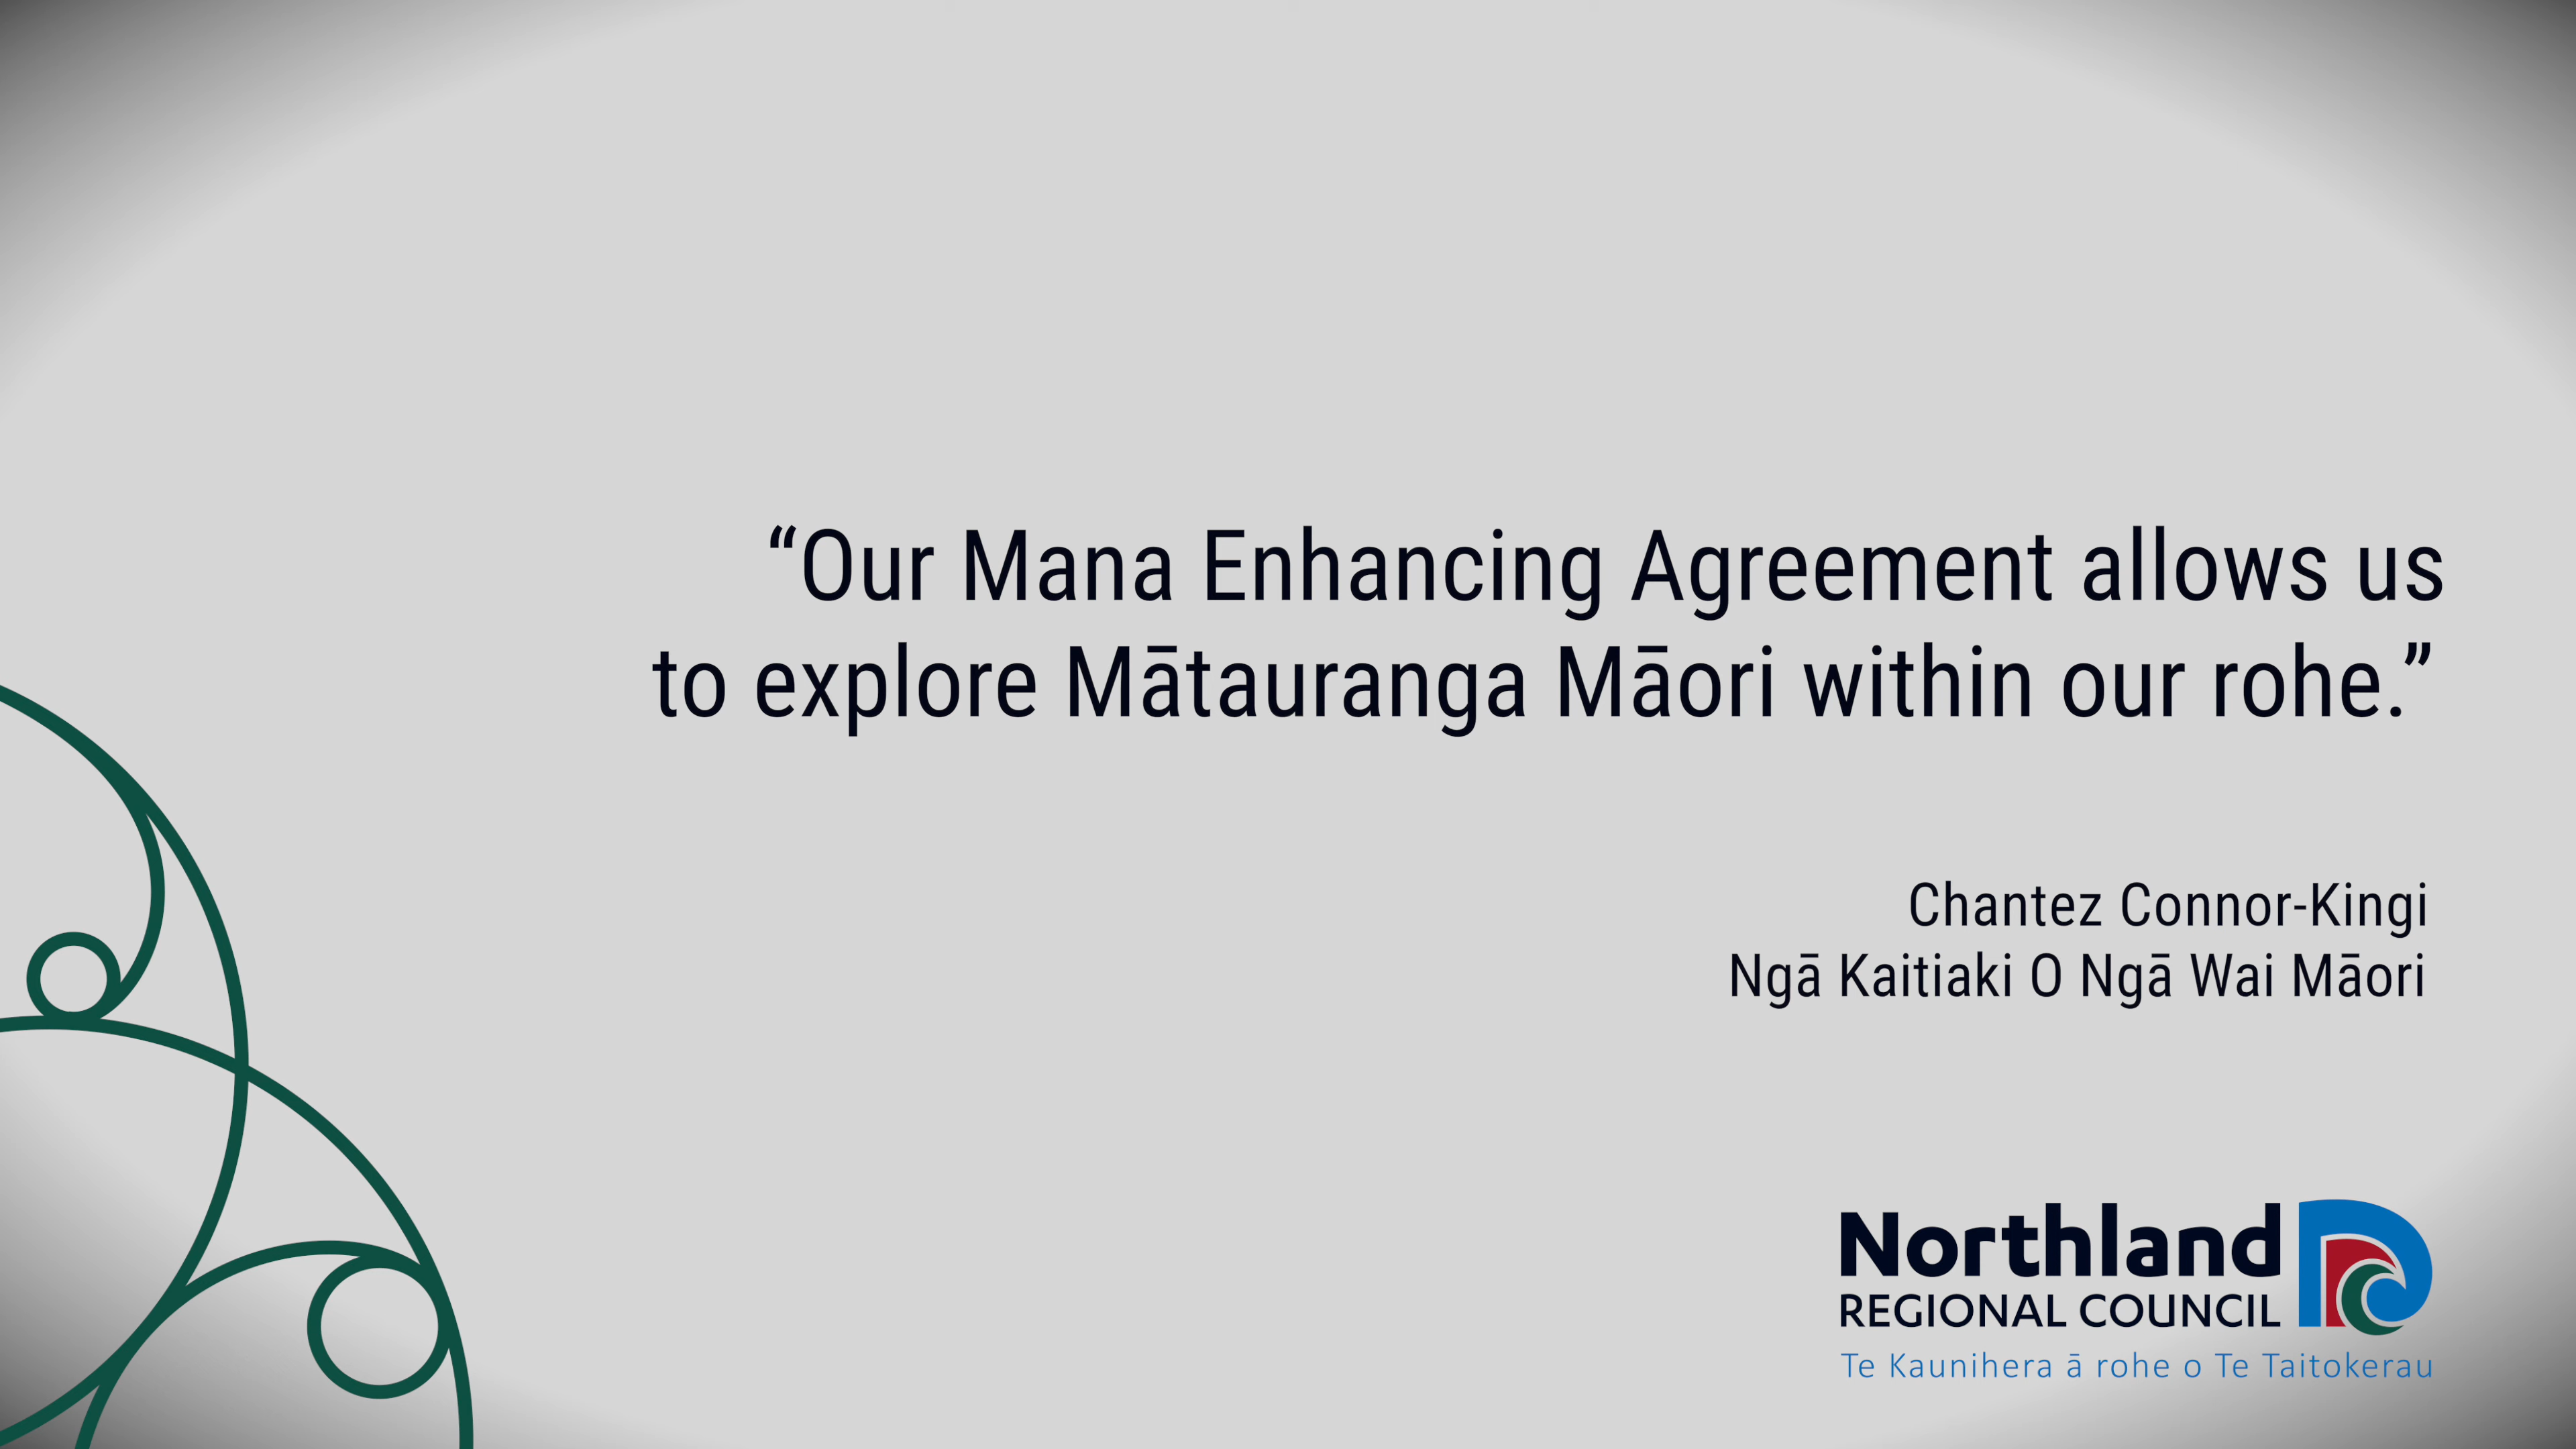 “Our Mana Enhancing Agreement allows us
to explore Mātauranga Māori within our rohe.”
Chantez Connor-Kingi
Ngā Kaitiaki O Ngā Wai Māori
Northland
REGIONAL COUNCIL
Te Kaunihera ā rohe o Te Taitokerau